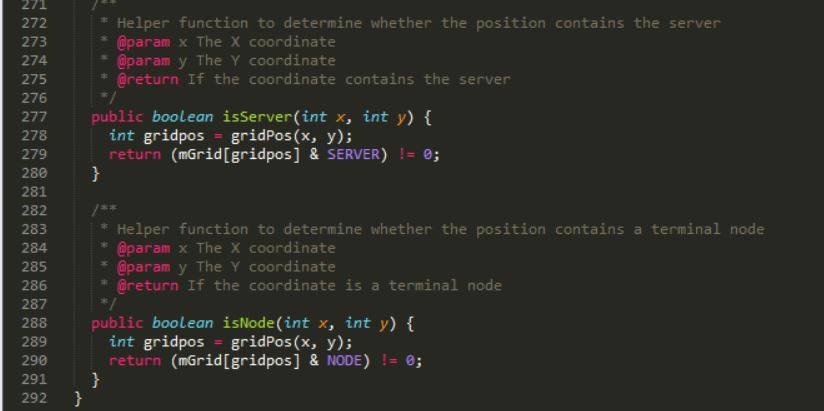 271    /**
272     * Helper function to determine whether the position contains the server
273     * @param x The X coordinate
274     * @param y The Y coordinate
275     * @return If the coordinate contains the server
276     */
277    public boolean isServer(int x, int y) {
278      int gridpos = gridPos(x, y);
279      return (mGrid[gridpos] & SERVER) != 0;
280    }
281
282    /**
283     * Helper function to determine whether the position contains a terminal node
284     * @param x The X coordinate
285     * @param y The Y coordinate
286     * @return If the coordinate is a terminal node
287     */
288    public boolean isNode(int x, int y) {
289      int gridpos = gridPos(x, y);
290      return (mGrid[gridpos] & NODE) != 0;
291    }
292  }